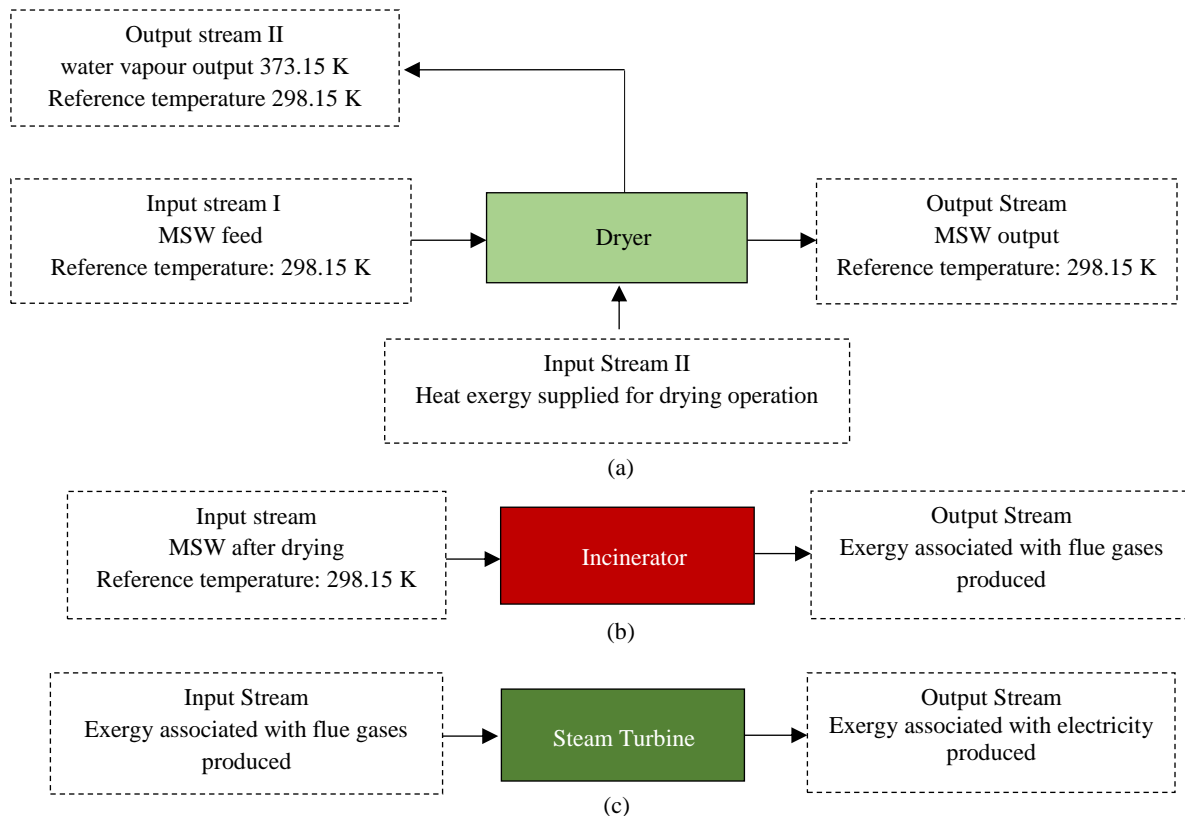 Output stream II
water vapour output 373.15 K
Reference temperature 298.15 K
Input stream I
MSW feed
Reference temperature: 298.15 K
Dryer
Output Stream
MSW output
Reference temperature: 298.15 K
Input Stream II
Heat exergy supplied for drying operation
(a)
Input stream
MSW after drying
Reference temperature: 298.15 K
Incinerator
Output Stream
Exergy associated with flue gases
produced
(b)
Input Stream
Exergy associated with flue gases
produced
Steam Turbine
Output Stream
Exergy associated with electricity
produced
(c)